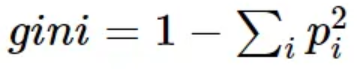 gini = 1 − ∑ᵢ pᵢ²